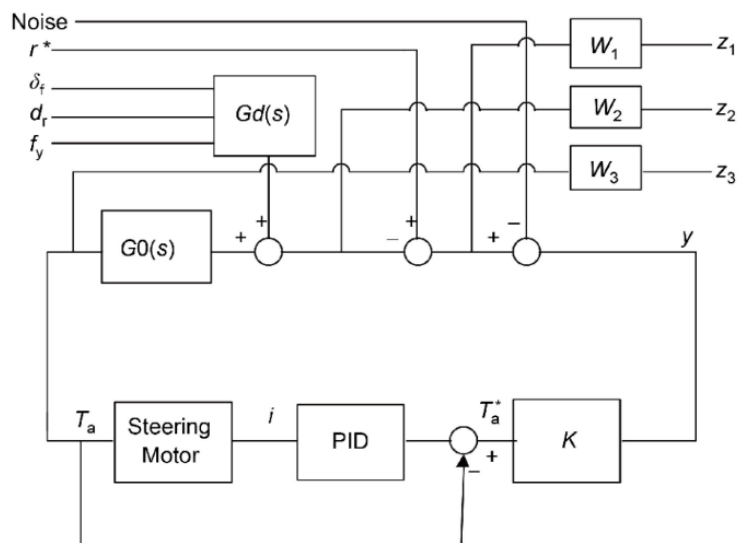 Noise
r*
δf
dr
fy
Gd(s)
W1
z1
W2
z2
W3
z3
+
+
+
−
−
+
G0(s)
y
Ta
Steering
Motor
i
PID
Ta*
−
+
K